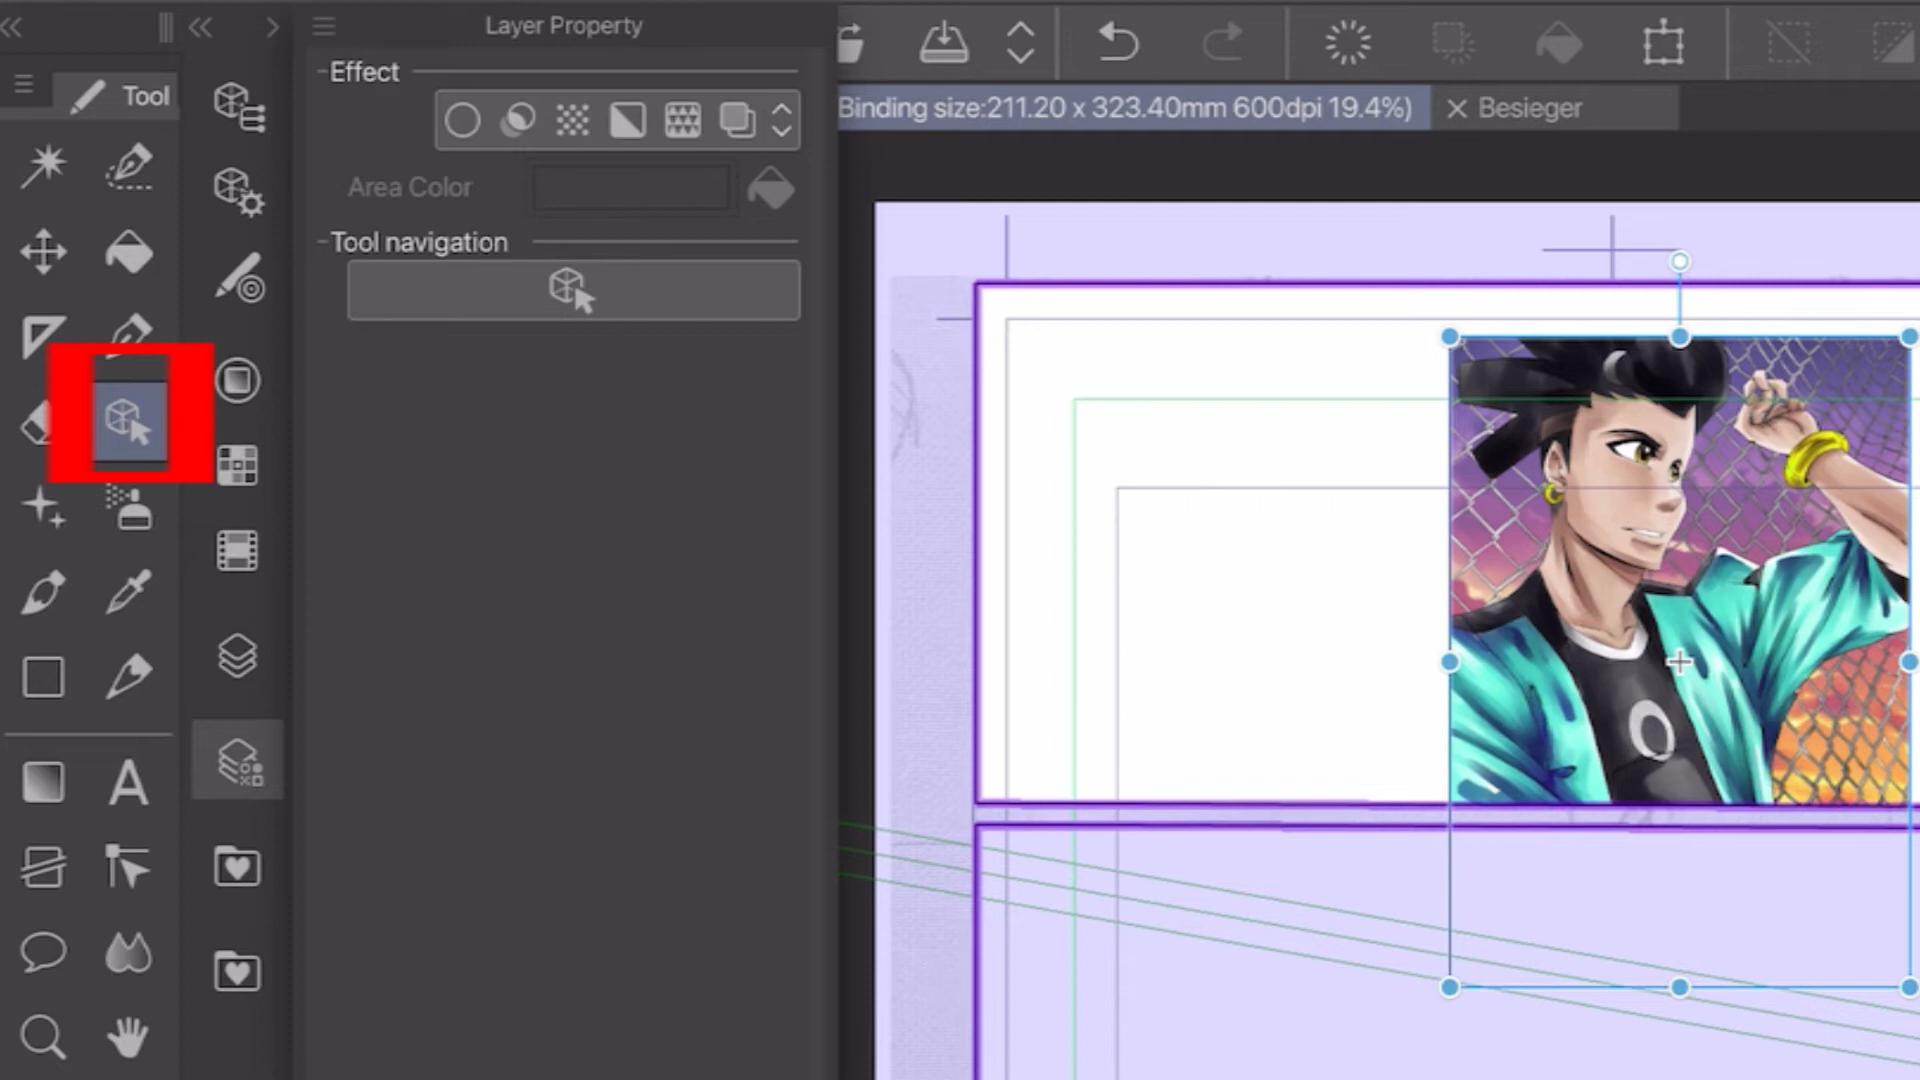 Layer Property
Tool
Effect
Binding size:211.20 x 323.40mm 600dpi 19.4%)
Besieger
Area Color
Tool navigation